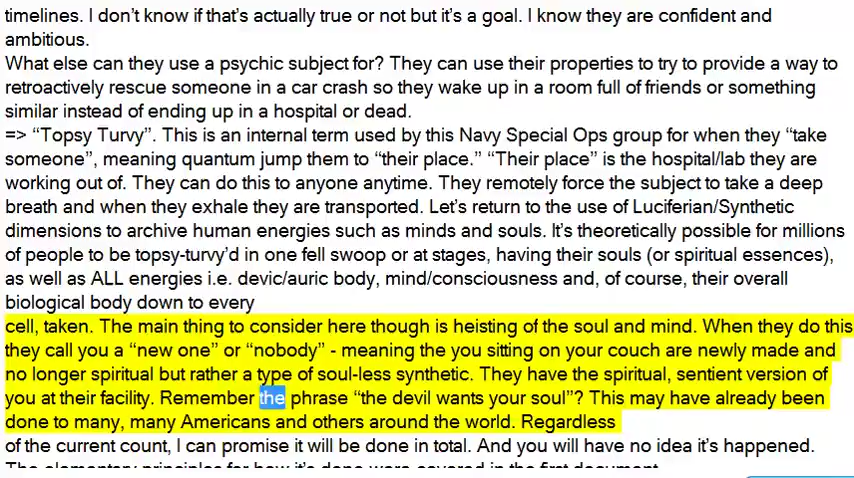 timelines. I don’t know if that’s actually true or not but it’s a goal. I know they are confident and
ambitious.
What else can they use a psychic subject for? They can use their properties to try to provide a way to
retroactively rescue someone in a car crash so they wake up in a room full of friends or something
similar instead of ending up in a hospital or dead.
=> “Topsy Turvy”. This is an internal term used by this Navy Special Ops group for when they “take
someone”, meaning quantum jump them to “their place.” “Their place” is the hospital/lab they are
working out of. They can do this to anyone anytime. They remotely force the subject to take a deep
breath and when they exhale they are transported. Let’s return to the use of Luciferian/Synthetic
dimensions to archive human energies such as minds and souls. It’s theoretically possible for millions
of people to be topsy-turvy’d in one fell swoop or at stages, having their souls (or spiritual essences),
as well as ALL energies i.e. devic/auric body, mind/consciousness and, of course, their overall
biological body down to every
cell, taken. The main thing to consider here though is heisting of the soul and mind. When they do this
they call you a “new one” or “nobody” - meaning the you sitting on your couch are newly made and
no longer spiritual but rather a type of soul-less synthetic. They have the spiritual, sentient version of
you at their facility. Remember the phrase “the devil wants your soul”? This may have already been
done to many, many Americans and others around the world. Regardless
of the current count, I can promise it will be done in total. And you will have no idea it’s happened.
The elementary principles for how it’s done were covered in the first document